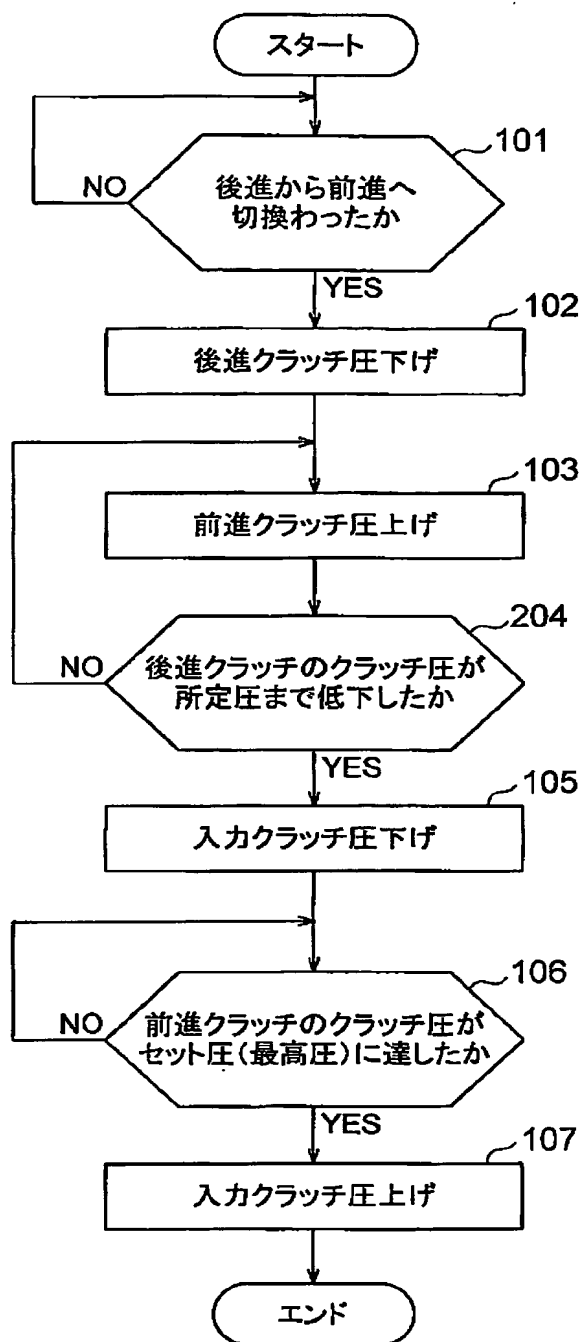 スタート
101
後進から前進へ
切換わったか
NO
YES
102
後進クラッチ圧下げ
103
前進クラッチ圧上げ
204
後進クラッチのクラッチ圧が
所定圧まで低下したか
NO
YES
105
入力クラッチ圧下げ
106
前進クラッチのクラッチ圧が
セット圧(最高圧)に達したか
NO
YES
107
入力クラッチ圧上げ
エンド